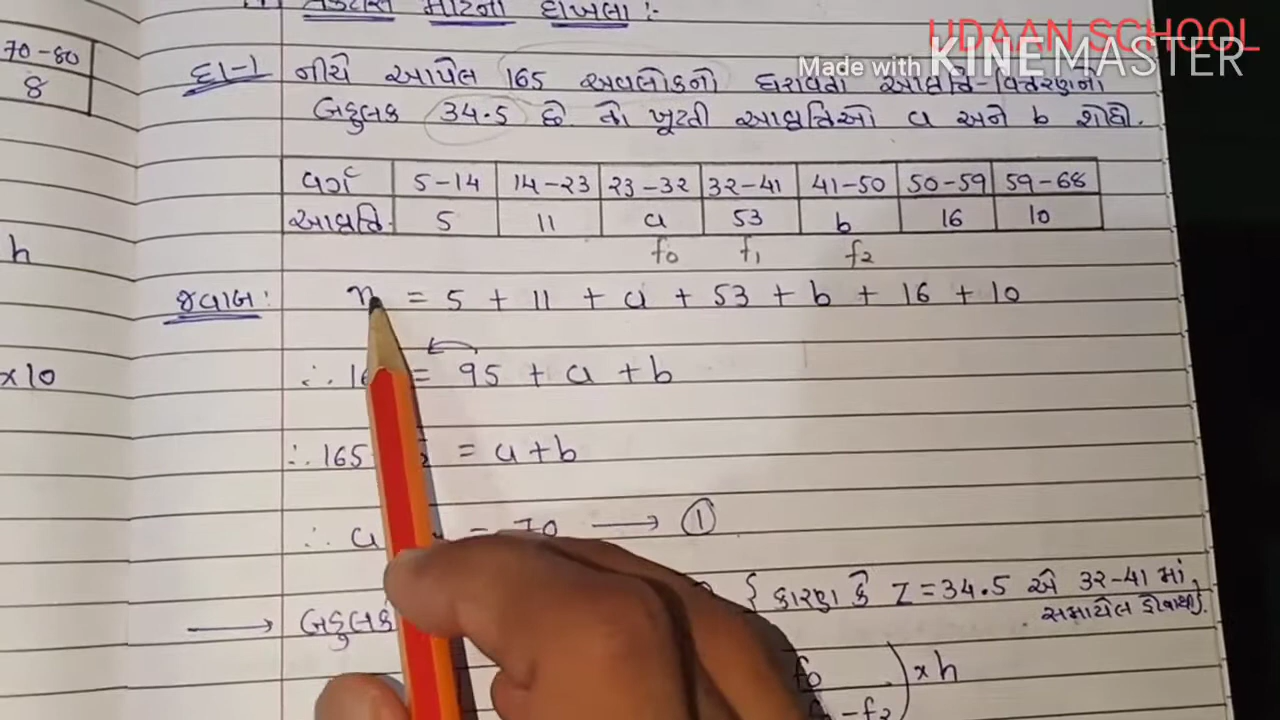 માટેના દાખલા :-
UDAAN SCHOOL
Made with KINEMASTER
70-80
8
દા-1 નીચે આપેલ 165 અવલોકનો ધરાવતા આવૃત્તિ-વિતરણનો
બહુલક 34.5 છે તો ખૂટતી આવૃત્તિઓ a અને b શોધો.
વર્ગ 5-14 14-23 23-32 32-41 41-50 50-59 59-68
આવૃત્તિ 5 11 a 53 b 16 10
f0 f1 f2
h
જવાબ: n = 5 + 11 + a + 53 + b + 16 + 10
x10
∴ = 95 + a + b
∴ 165 = a+b
∴ a = 70 → ①
→ બહુલક { કારણ કે Z = 34.5 એ 32-41 માં
સમાયેલ હોવાથી}.
f0 ) x h
- f2